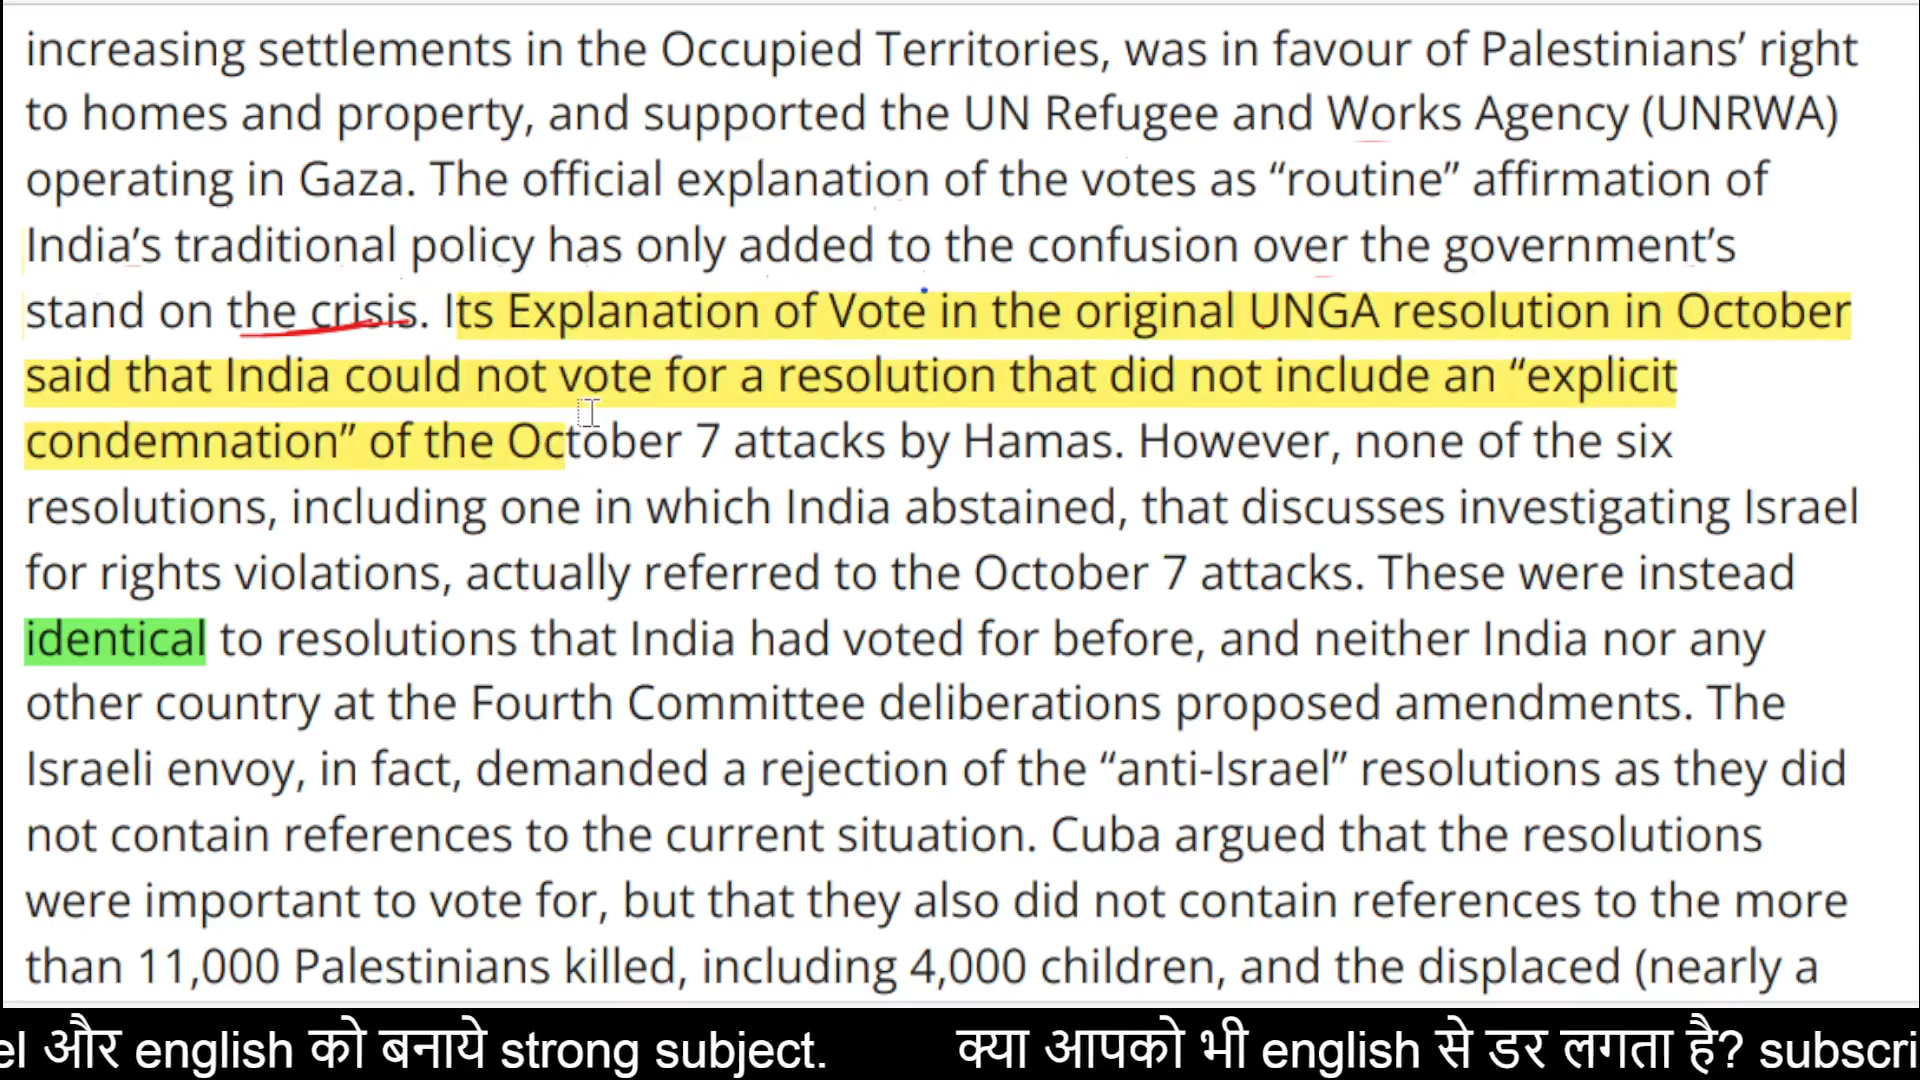 increasing settlements in the Occupied Territories, was in favour of Palestinians’ right
to homes and property, and supported the UN Refugee and Works Agency (UNRWA)
operating in Gaza. The official explanation of the votes as “routine” affirmation of
India’s traditional policy has only added to the confusion over the government’s
stand on the crisis. Its Explanation of Vote in the original UNGA resolution in October
said that India could not vote for a resolution that did not include an “explicit
condemnation” of the October 7 attacks by Hamas. However, none of the six
resolutions, including one in which India abstained, that discusses investigating Israel
for rights violations, actually referred to the October 7 attacks. These were instead
identical to resolutions that India had voted for before, and neither India nor any
other country at the Fourth Committee deliberations proposed amendments. The
Israeli envoy, in fact, demanded a rejection of the “anti-Israel” resolutions as they did
not contain references to the current situation. Cuba argued that the resolutions
were important to vote for, but that they also did not contain references to the more
than 11,000 Palestinians killed, including 4,000 children, and the displaced (nearly a
el और english को बनाये strong subject. क्या आपको भी english से डर लगता है? subscri